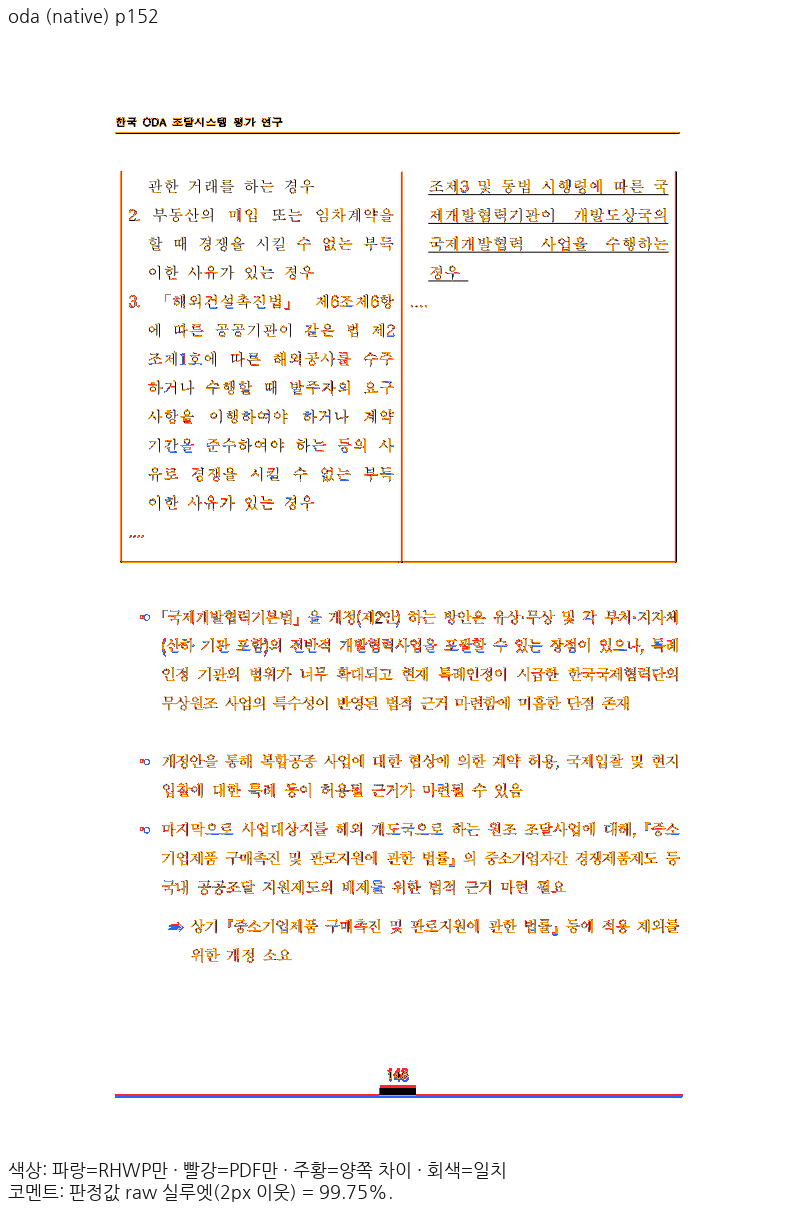 oda (native) p152
한국 ODA 조달시스템 평가 연구
관한 거래를 하는 경우
2. 부동산의 매입 또는 임차계약을
할 때 경쟁을 시킬 수 없는 부득
이한 사유가 있는 경우
3. 「해외건설촉진법」 제6조제6항
에 따른 공공기관이 같은 법 제2
조제1호에 따른 해외공사를 수주
하거나 수행할 때 발주자의 요구
사항을 이행하여야 하거나 계약
기간을 준수하여야 하는 등의 사
유로 경쟁을 시킬 수 없는 부득
이한 사유가 있는 경우
....
조제3 및 동법 시행령에 따른 국
제개발협력기관이 개발도상국의
국제개발협력 사업을 수행하는
경우
....
ㅇ 「국제개발협력기본법」을 개정(제2안) 하는 방안은 유상·무상 및 각 부처·지자체
(산하 기관 포함)의 전반적 개발협력사업을 포괄할 수 있는 장점이 있으나, 특례
인정 기관의 범위가 너무 확대되고 현재 특례인정이 시급한 한국국제협력단의
무상원조 사업의 특수성이 반영된 법적 근거 마련함에 미흡한 단점 존재
ㅇ 개정안을 통해 복합공종 사업에 대한 협상에 의한 계약 허용, 국제입찰 및 현지
입찰에 대한 특례 등이 허용될 근거가 마련될 수 있음
ㅇ 마지막으로 사업대상지를 해외 개도국으로 하는 원조 조달사업에 대해, 『중소
기업제품 구매촉진 및 판로지원에 관한 법률』의 중소기업자간 경쟁제품제도 등
국내 공공조달 지원제도의 배제를 위한 법적 근거 마련 필요
➡ 상기 『중소기업제품 구매촉진 및 판로지원에 관한 법률』 등에 적용 제외를
위한 개정 소요
148
색상: 파랑=RHWP만 · 빨강=PDF만 · 주황=양쪽 차이 · 회색=일치
코멘트: 판정값 raw 실루엣(2px 이웃) = 99.75%.